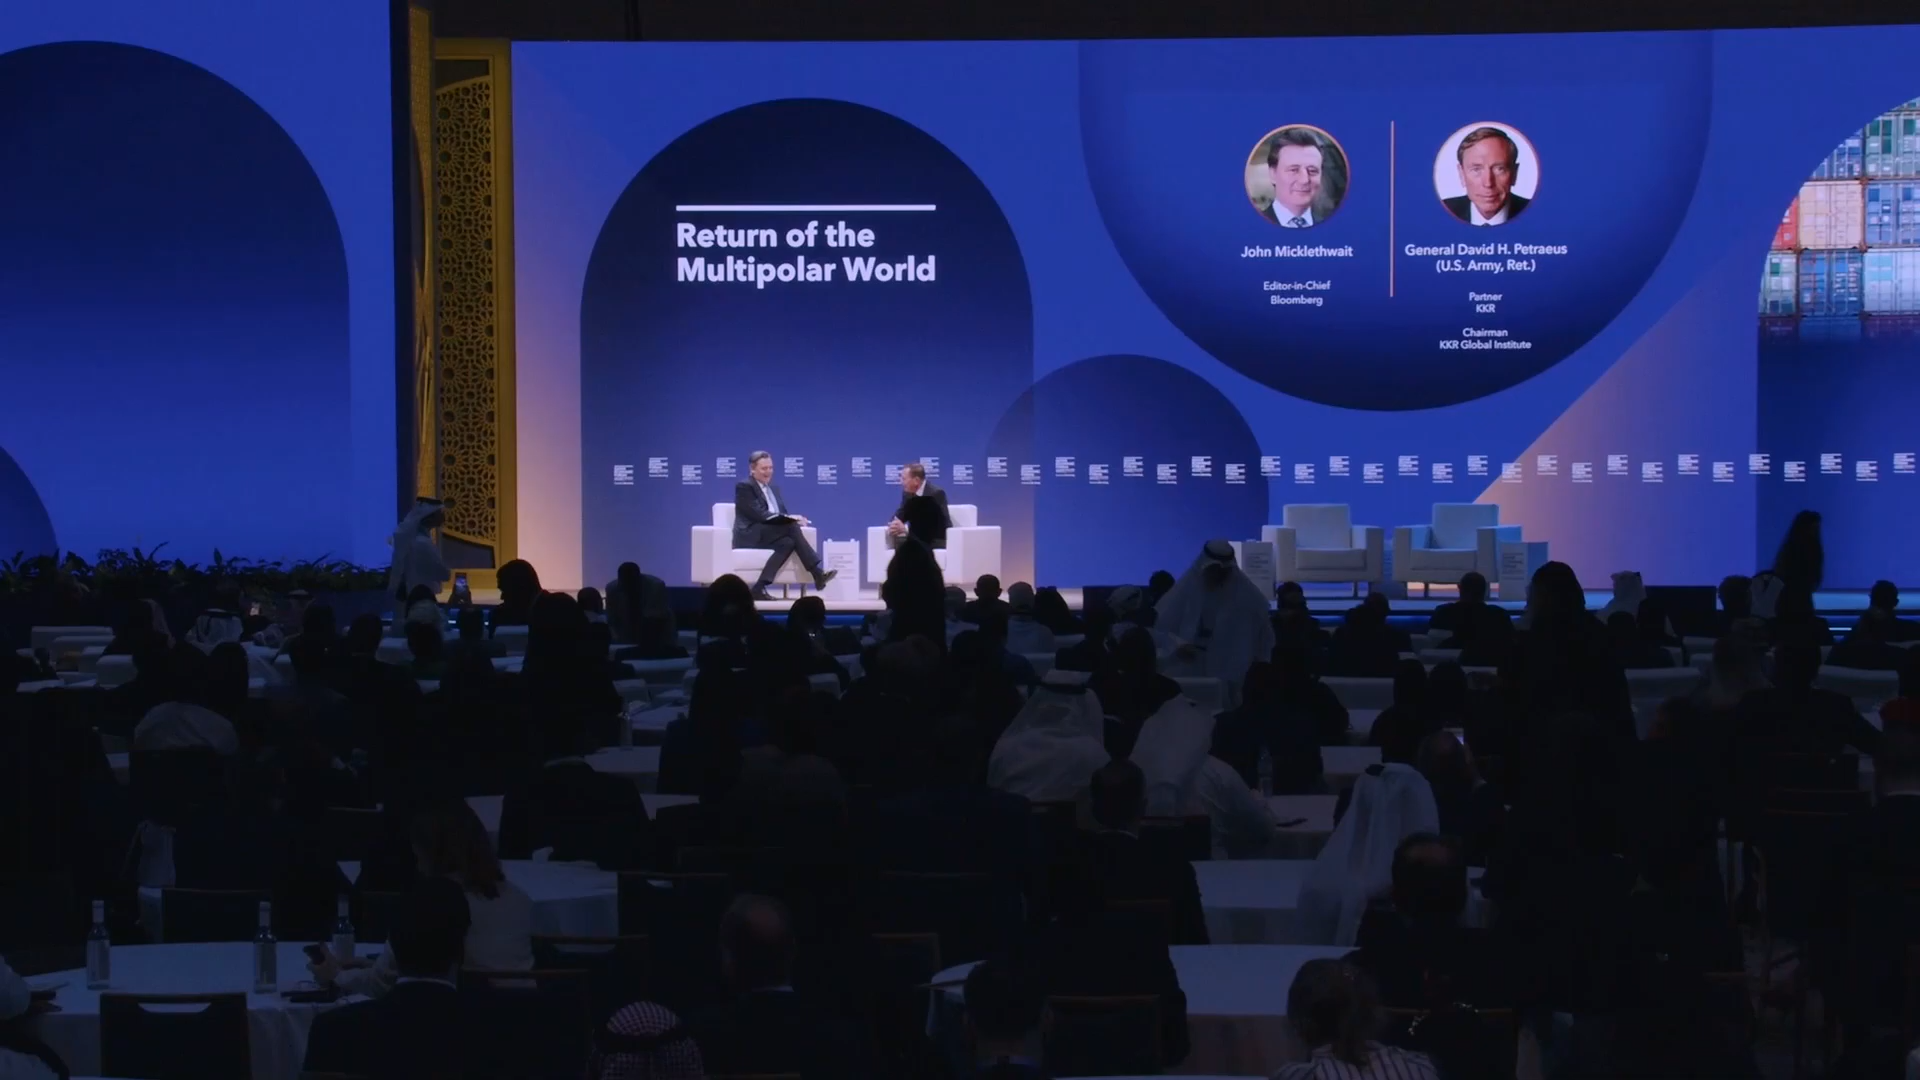 Return of the
Multipolar World
John Micklethwait
Editor-in-Chief
Bloomberg
General David H. Petraeus
(U.S. Army, Ret.)
Partner
KKR
Chairman
KKR Global Institute